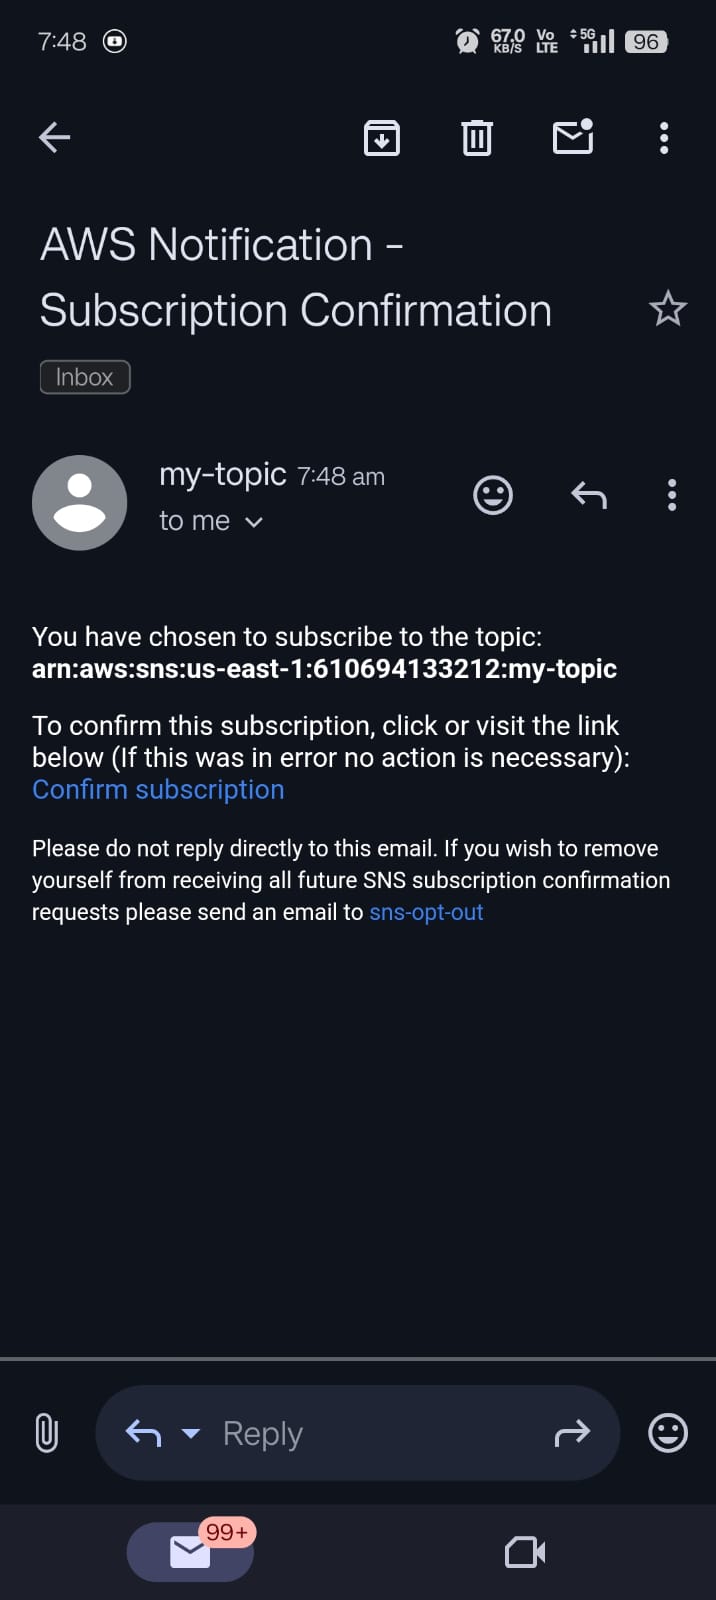 7:48 67.0 KB/S Vo LTE 5G 96
AWS Notification -
Subscription Confirmation
Inbox
my-topic 7:48 am
to me
You have chosen to subscribe to the topic:
arn:aws:sns:us-east-1:610694133212:my-topic
To confirm this subscription, click or visit the link
below (If this was in error no action is necessary):
Confirm subscription
Please do not reply directly to this email. If you wish to remove
yourself from receiving all future SNS subscription confirmation
requests please send an email to sns-opt-out
Reply
99+